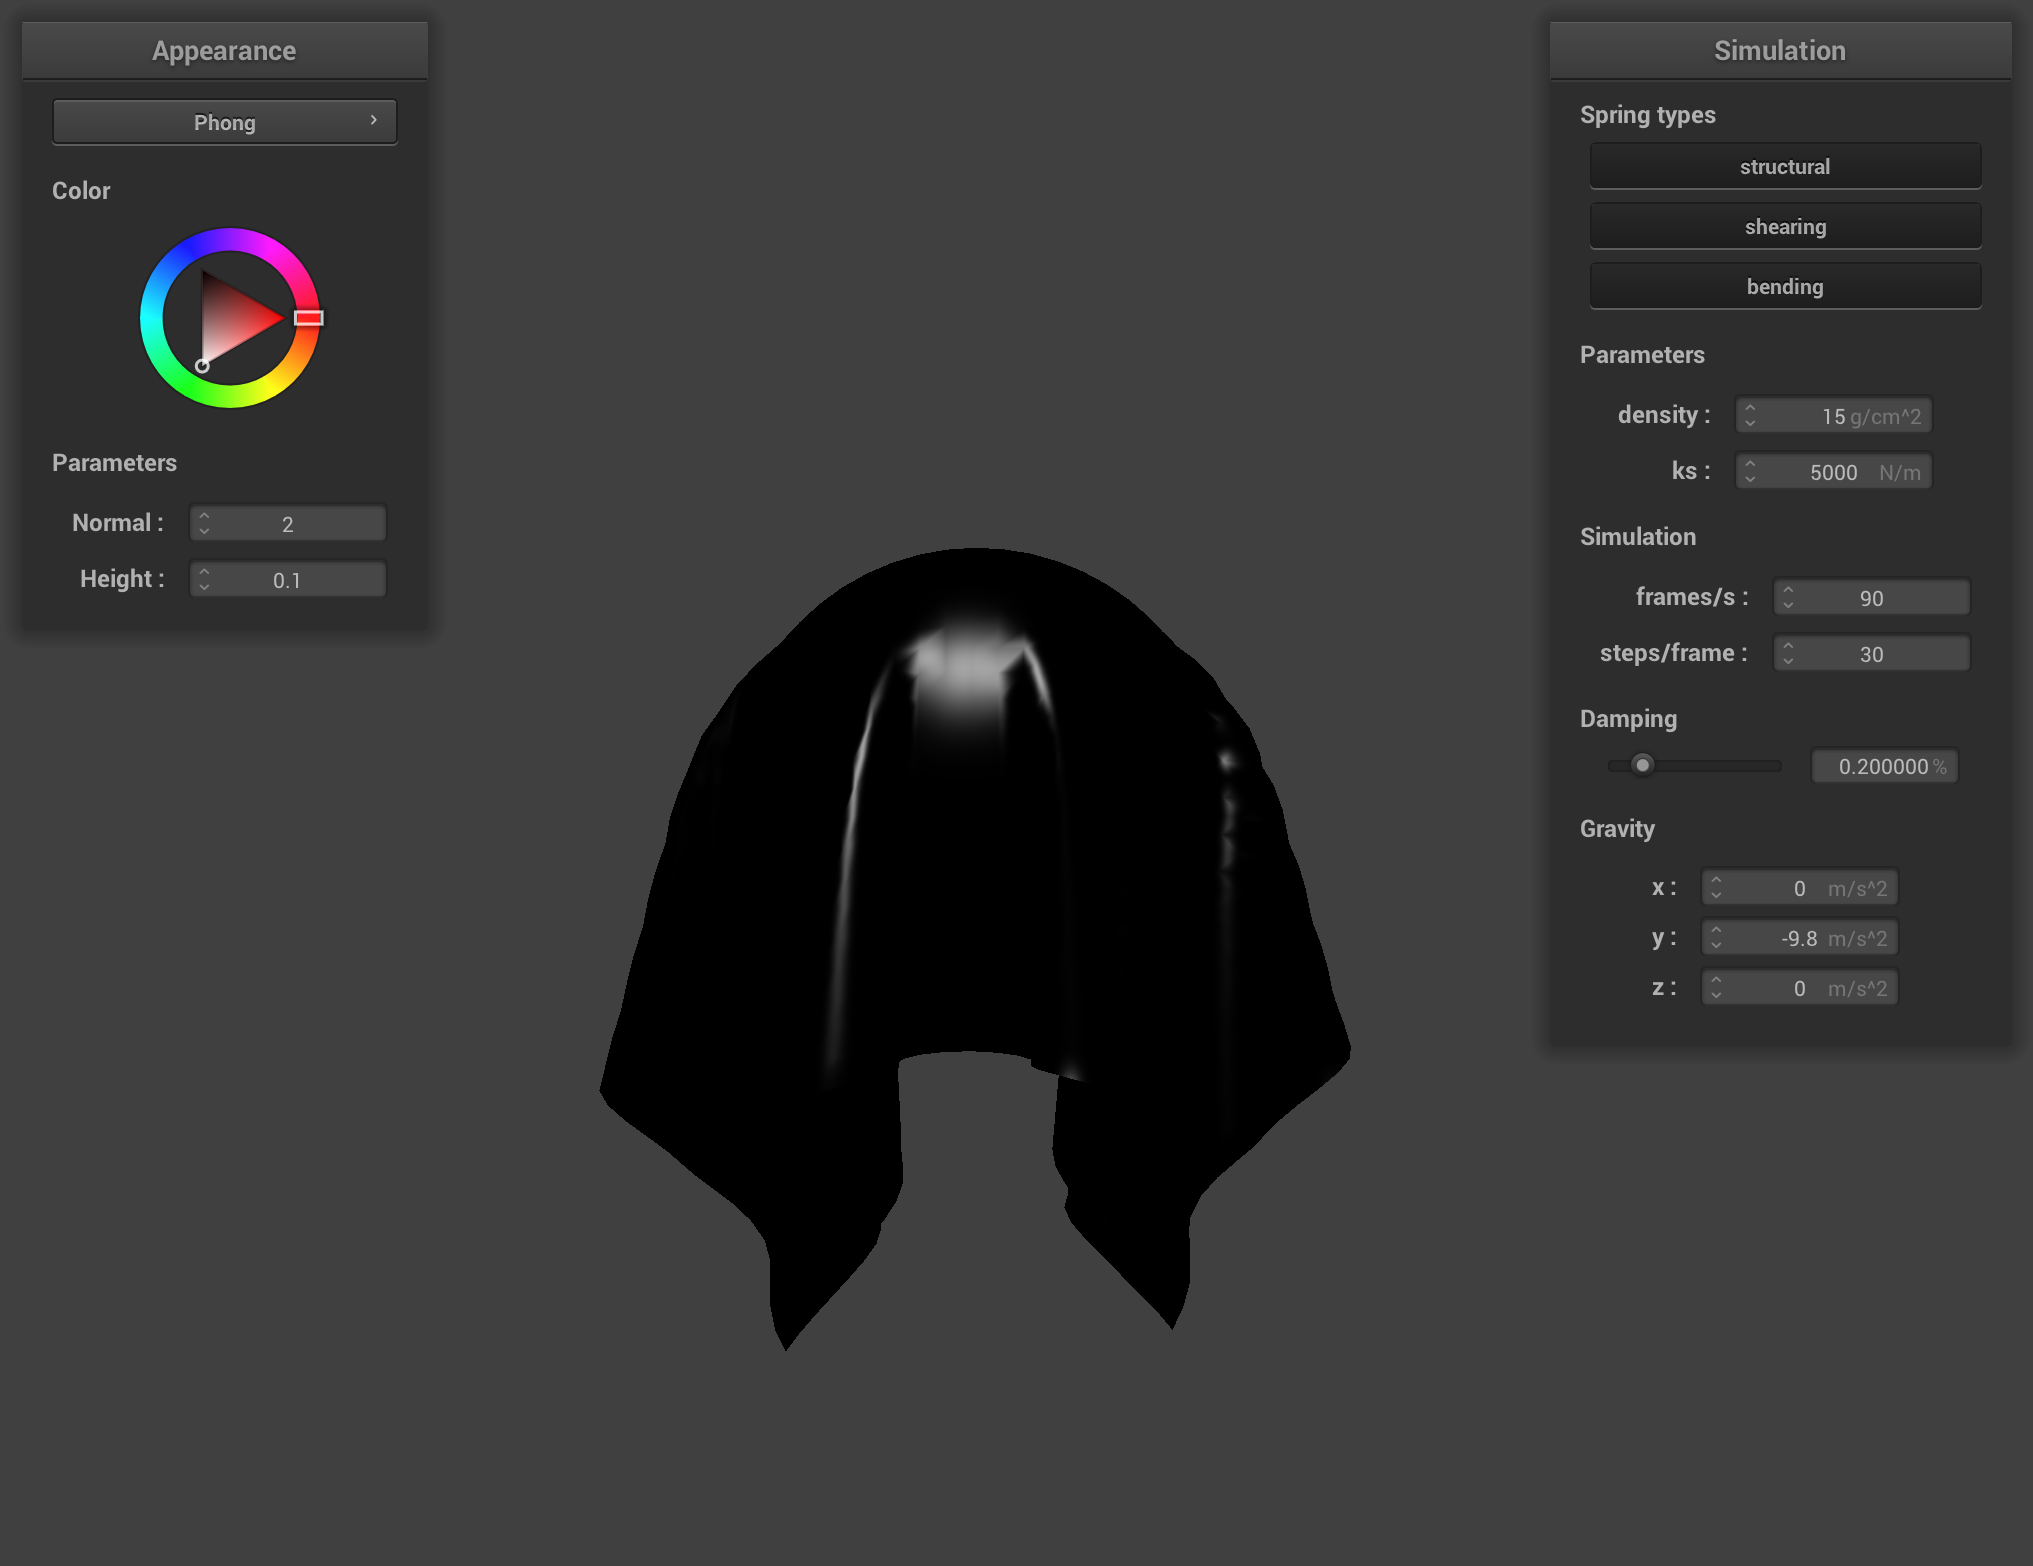 Appearance
Phong
Color
Parameters
Normal : 2
Height : 0.1
Simulation
Spring types
structural
shearing
bending
Parameters
density : 15 g/cm^2
ks : 5000 N/m
Simulation
frames/s : 90
steps/frame : 30
Damping
0.200000 %
Gravity
x : 0 m/s^2
y : -9.8 m/s^2
z : 0 m/s^2